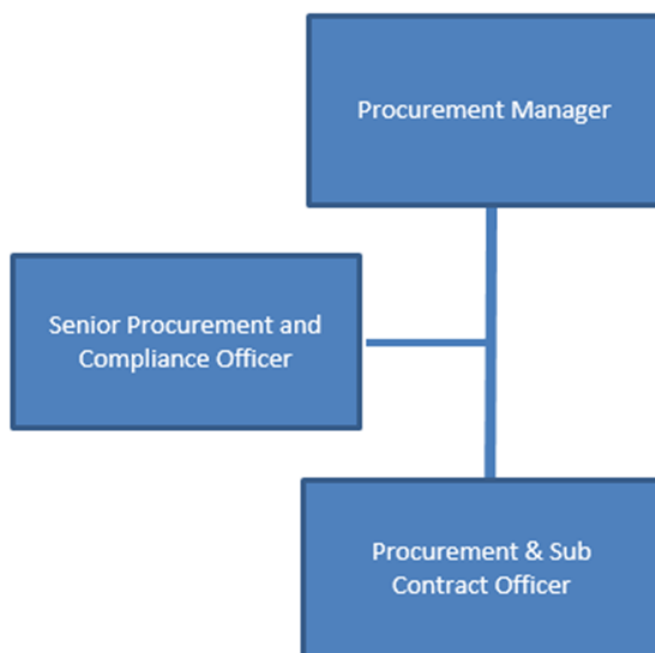 Procurement Manager
Senior Procurement and
Compliance Officer
Procurement & Sub
Contract Officer